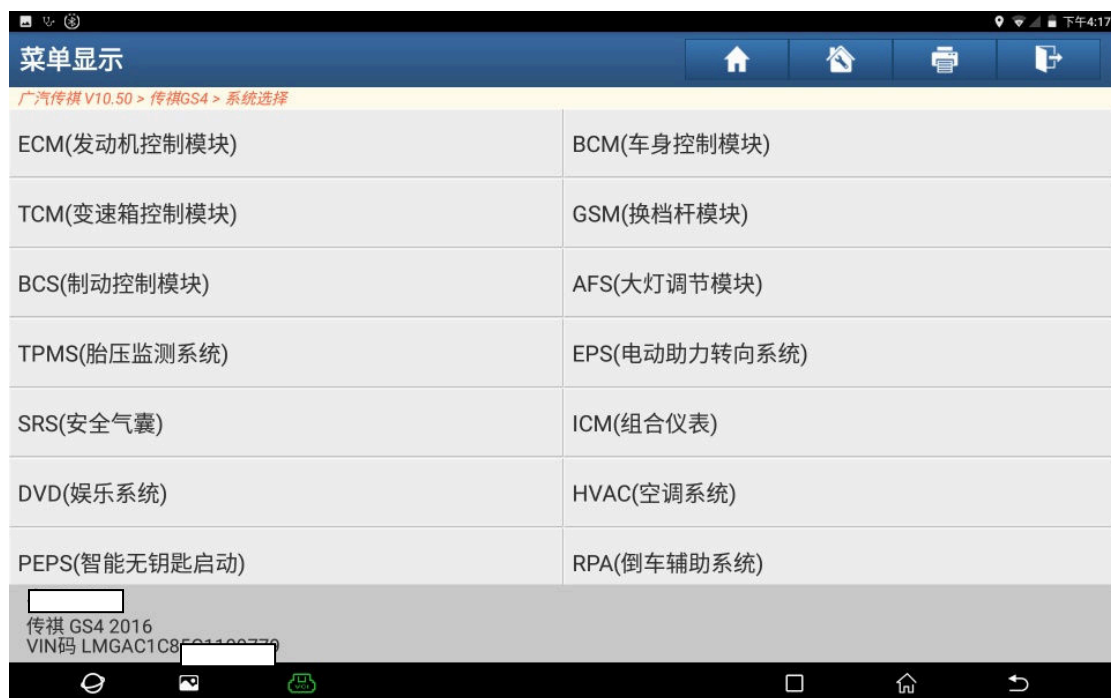 下午4:17
菜单显示
广汽传祺 V10.50 > 传祺GS4 > 系统选择
ECM(发动机控制模块)
BCM(车身控制模块)
TCM(变速箱控制模块)
GSM(换档杆模块)
BCS(制动控制模块)
AFS(大灯调节模块)
TPMS(胎压监测系统)
EPS(电动助力转向系统)
SRS(安全气囊)
ICM(组合仪表)
DVD(娱乐系统)
HVAC(空调系统)
PEPS(智能无钥匙启动)
RPA(倒车辅助系统)
传祺 GS4 2016
VIN码 LMGAC1C8
VCI